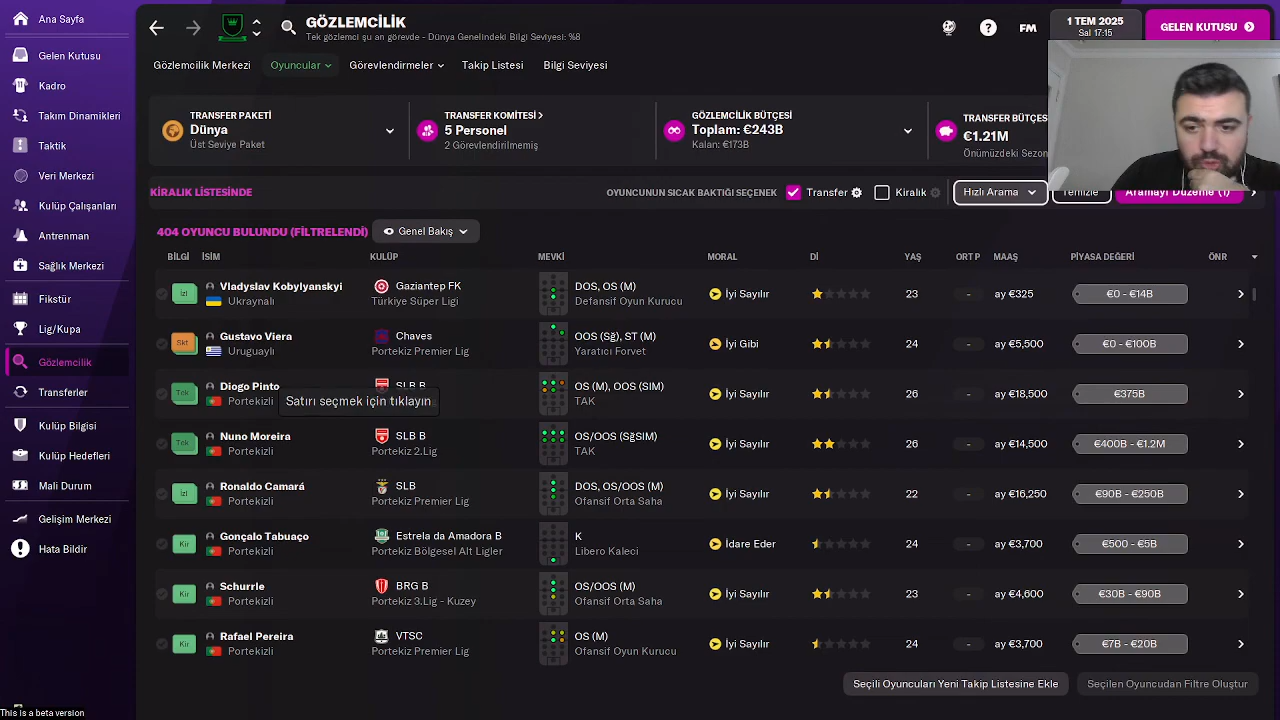 Ana Sayfa
Gelen Kutusu
Kadro
Takım Dinamikleri
Taktik
Veri Merkezi
Kulüp Çalışanları
Antrenman
Sağlık Merkezi
Fikstür
Lig/Kupa
Gözlemcilik
Transferler
Kulüp Bilgisi
Kulüp Hedefleri
Mali Durum
Gelişim Merkezi
Hata Bildir
This is a beta version
GÖZLEMCİLİK
Tek gözlemci şu an görevde - Dünya Genelindeki Bilgi Seviyesi: %8
FM
1 TEM 2025
Sal 17:15
GELEN KUTUSU
Gözlemcilik Merkezi Oyuncular Görevlendirmeler Takip Listesi Bilgi Seviyesi
TRANSFER PAKETİ
Dünya
Üst Seviye Paket
TRANSFER KOMİTESİ
5 Personel
2 Görevlendirilmemiş
GÖZLEMCİLİK BÜTÇESİ
Toplam: €243B
Kalan: €173B
TRANSFER BÜTÇES
€1.21M
Önümüzdeki Sezon
KİRALIK LİSTESİNDE
OYUNCUNUN SICAK BAKTIĞI SEÇENEK Transfer Kiralık Hızlı Arama Temizle Aramayı Düzenle (1)
404 OYUNCU BULUNDU (FİLTRELENDİ) Genel Bakış
BİLGİ İSİM KULÜP MEVKİ MORAL Dİ YAŞ ORT P MAAŞ PİYASA DEĞERİ ÖNR
İzl Vladyslav Kobylyanskyi Gaziantep FK DOS, OS (M) İyi Sayılır 23 - ay €325 €0 - €14B
Ukraynalı Türkiye Süper Ligi Defansif Oyun Kurucu
Skt Gustavo Viera Chaves OOS (Sğ), ST (M) İyi Gibi 24 - ay €5,500 €0 - €100B
Uruguaylı Portekiz Premier Lig Yaratıcı Forvet
Tck Diogo Pinto SLB B OS (M), OOS (SlM) İyi Sayılır 26 - ay €18,500 €375B
Portekizli TAK
Satırı seçmek için tıklayın
Tck Nuno Moreira SLB B OS/OOS (SğSlM) İyi Sayılır 26 - ay €14,500 €400B - €1.2M
Portekizli Portekiz 2.Lig TAK
İzl Ronaldo Camará SLB DOS, OS/OOS (M) İyi Sayılır 22 - ay €16,250 €90B - €250B
Portekizli Portekiz Premier Lig Ofansif Orta Saha
Kir Gonçalo Tabuaço Estrela da Amadora B K İdare Eder 24 - ay €3,700 €500 - €5B
Portekizli Portekiz Bölgesel Alt Ligler Libero Kaleci
Kir Schurrle BRG B OS/OOS (M) İyi Sayılır 23 - ay €4,600 €30B - €90B
Portekizli Portekiz 3.Lig - Kuzey Ofansif Orta Saha
Kir Rafael Pereira VTSC OS (M) İyi Sayılır 24 - ay €3,700 €7B - €20B
Portekizli Portekiz Premier Lig Ofansif Oyun Kurucu
Seçili Oyuncuları Yeni Takip Listesine Ekle Seçilen Oyuncudan Filtre Oluştur